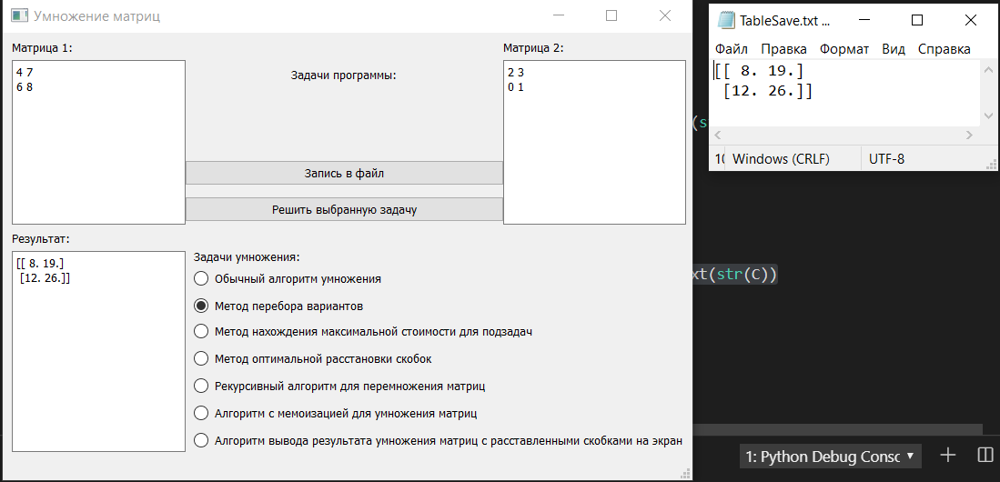 Умножение матриц
Матрица 1:
4 7
6 8
Задачи программы:
Матрица 2:
2 3
0 1
Запись в файл
Решить выбранную задачу
Результат:
[[ 8. 19.]
[12. 26.]]
Задачи умножения:
Обычный алгоритм умножения
Метод перебора вариантов
Метод нахождения максимальной стоимости для подзадач
Метод оптимальной расстановки скобок
Рекурсивный алгоритм для перемножения матриц
Алгоритм с мемоизацией для умножения матриц
Алгоритм вывода результата умножения матриц с расставленными скобками на экран
TableSave.txt ...
Файл Правка Формат Вид Справка
[[ 8. 19.]
[12. 26.]]
Windows (CRLF) UTF-8
(s
xt(str(C))
1: Python Debug Consc